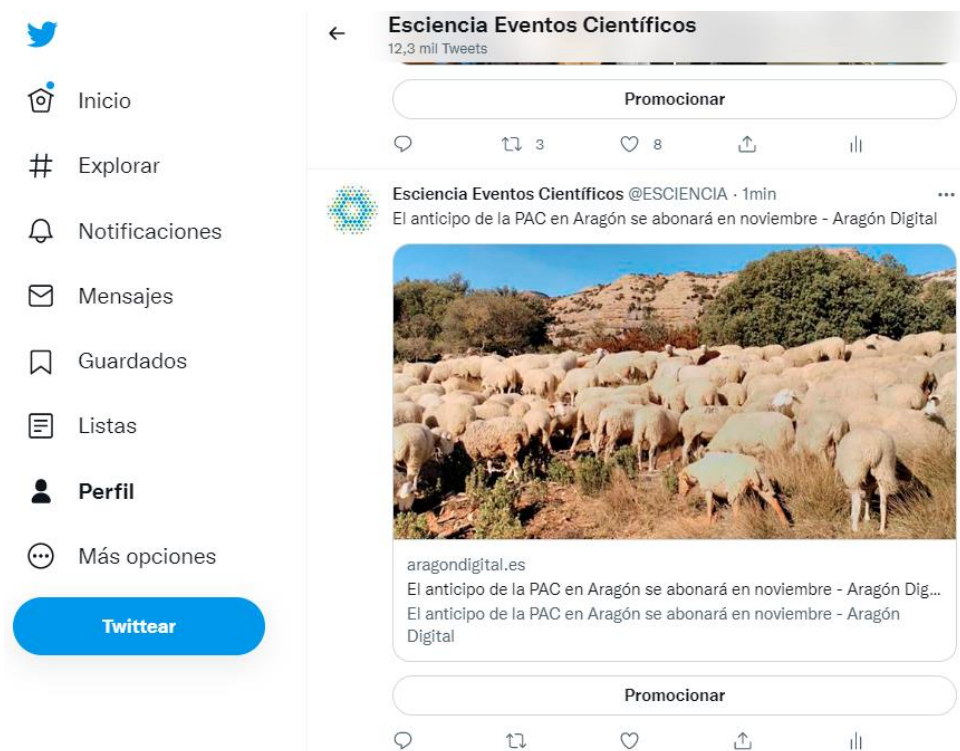 Inicio
Explorar
Notificaciones
Mensajes
Guardados
Listas
Perfil
Más opciones
Twittear
Esciencia Eventos Científicos
12,3 mil Tweets
Promocionar
3 8
Esciencia Eventos Científicos @ESCIENCIA · 1min
El anticipo de la PAC en Aragón se abonará en noviembre - Aragón Digital
aragondigital.es
El anticipo de la PAC en Aragón se abonará en noviembre - Aragón Dig...
El anticipo de la PAC en Aragón se abonará en noviembre - Aragón
Digital
Promocionar